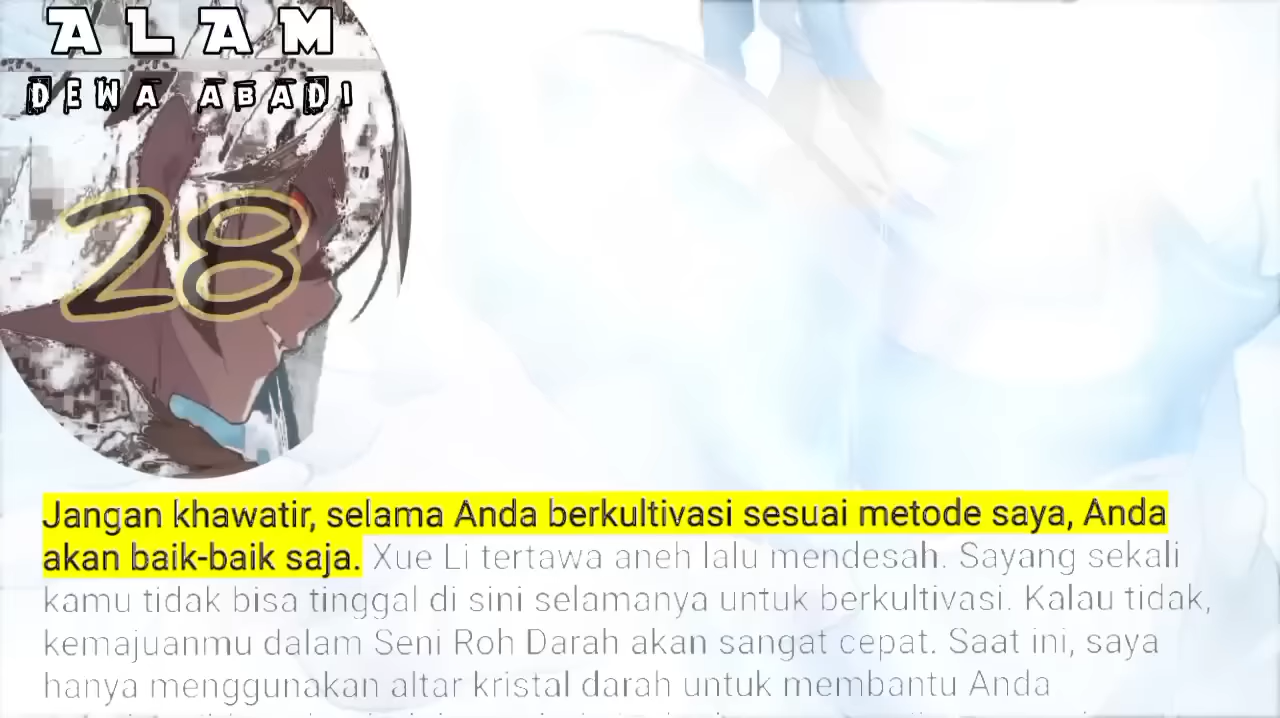 ALAM
DEWA ABADI
28
Jangan khawatir, selama Anda berkultivasi sesuai metode saya, Anda
akan baik-baik saja. Xue Li tertawa aneh lalu mendesah. Sayang sekali
kamu tidak bisa tinggal di sini selamanya untuk berkultivasi. Kalau tidak,
kemajuanmu dalam Seni Roh Darah akan sangat cepat. Saat ini, saya
hanya menggunakan altar kristal darah untuk membantu Anda